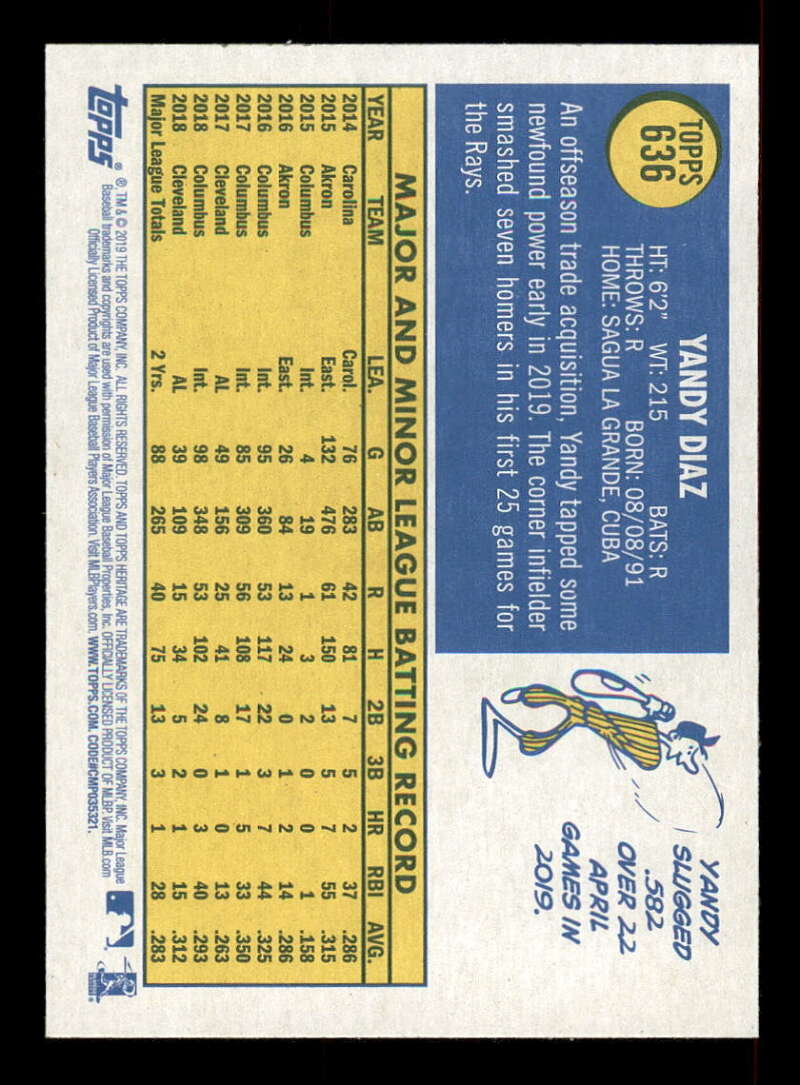 TOPPS
636
YANDY DIAZ
HT: 6'2" WT: 215 BATS: R
THROWS: R BORN: 08/08/91
HOME: SAGUA LA GRANDE, CUBA
An offseason trade acquisition, Yandy tapped some
newfound power early in 2019. The corner infielder
smashed seven homers in his first 25 games for
the Rays.
YANDY
SLUGGED
.582
OVER 22
APRIL
GAMES IN
2019.
MAJOR AND MINOR LEAGUE BATTING RECORD
YEAR TEAM LEA. G AB R H 2B 3B HR RBI AVG.
2014 Carolina Carol. 76 283 42 81 7 5 2 37 .286
2015 Akron East. 132 476 61 150 13 5 7 55 .315
2015 Columbus Int. 4 19 1 3 2 0 0 1 .158
2016 Akron East. 26 84 13 24 0 1 2 14 .286
2016 Columbus Int. 95 360 53 117 22 3 7 44 .325
2017 Columbus Int. 85 309 56 108 17 1 5 33 .350
2017 Cleveland AL 49 156 25 41 8 1 0 13 .263
2018 Columbus Int. 98 348 53 102 24 0 3 40 .293
2018 Cleveland AL 39 109 15 34 5 2 1 15 .312
Major League Totals 2 Yrs. 88 265 40 75 13 3 1 28 .283
topps®
®, TM & © 2019 THE TOPPS COMPANY, INC. ALL RIGHTS RESERVED. TOPPS AND TOPPS HERITAGE ARE TRADEMARKS OF THE TOPPS COMPANY, INC. Major League
Baseball trademarks and copyrights are used with permission of Major League Baseball Properties, Inc. OFFICIALLY LICENSED PRODUCT OF MLBP. Visit MLB.com
Officially Licensed Product of Major League Baseball Players Association. Visit MLBPlayers.com. WWW.TOPPS.COM. CODE#CMP035321.